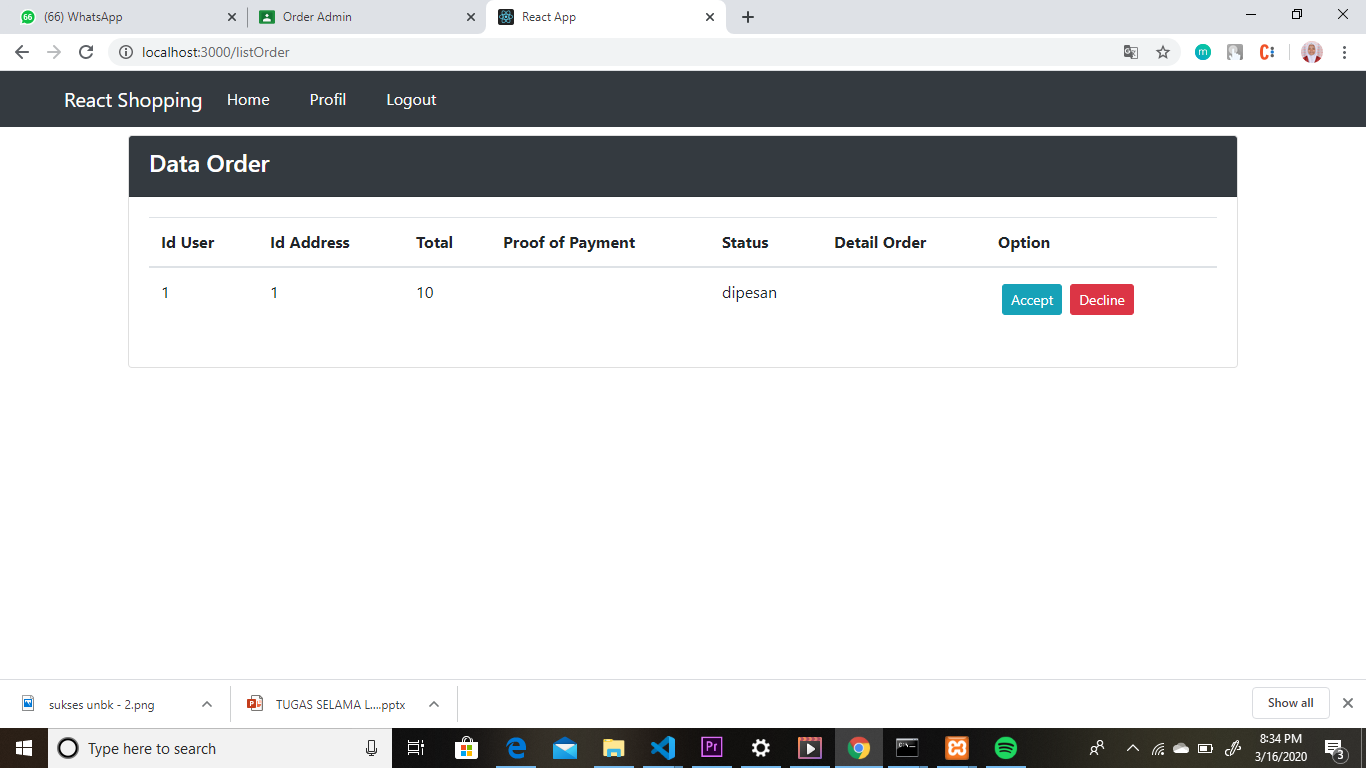 66 (66) WhatsApp
Order Admin
React App
localhost:3000/listOrder
m
React Shopping Home Profil Logout
Data Order
Id User Id Address Total Proof of Payment Status Detail Order Option
1 1 10 dipesan Accept Decline
sukses unbk - 2.png
TUGAS SELAMA L....pptx
Show all
Type here to search
Pr
8:34 PM
3/16/2020
3